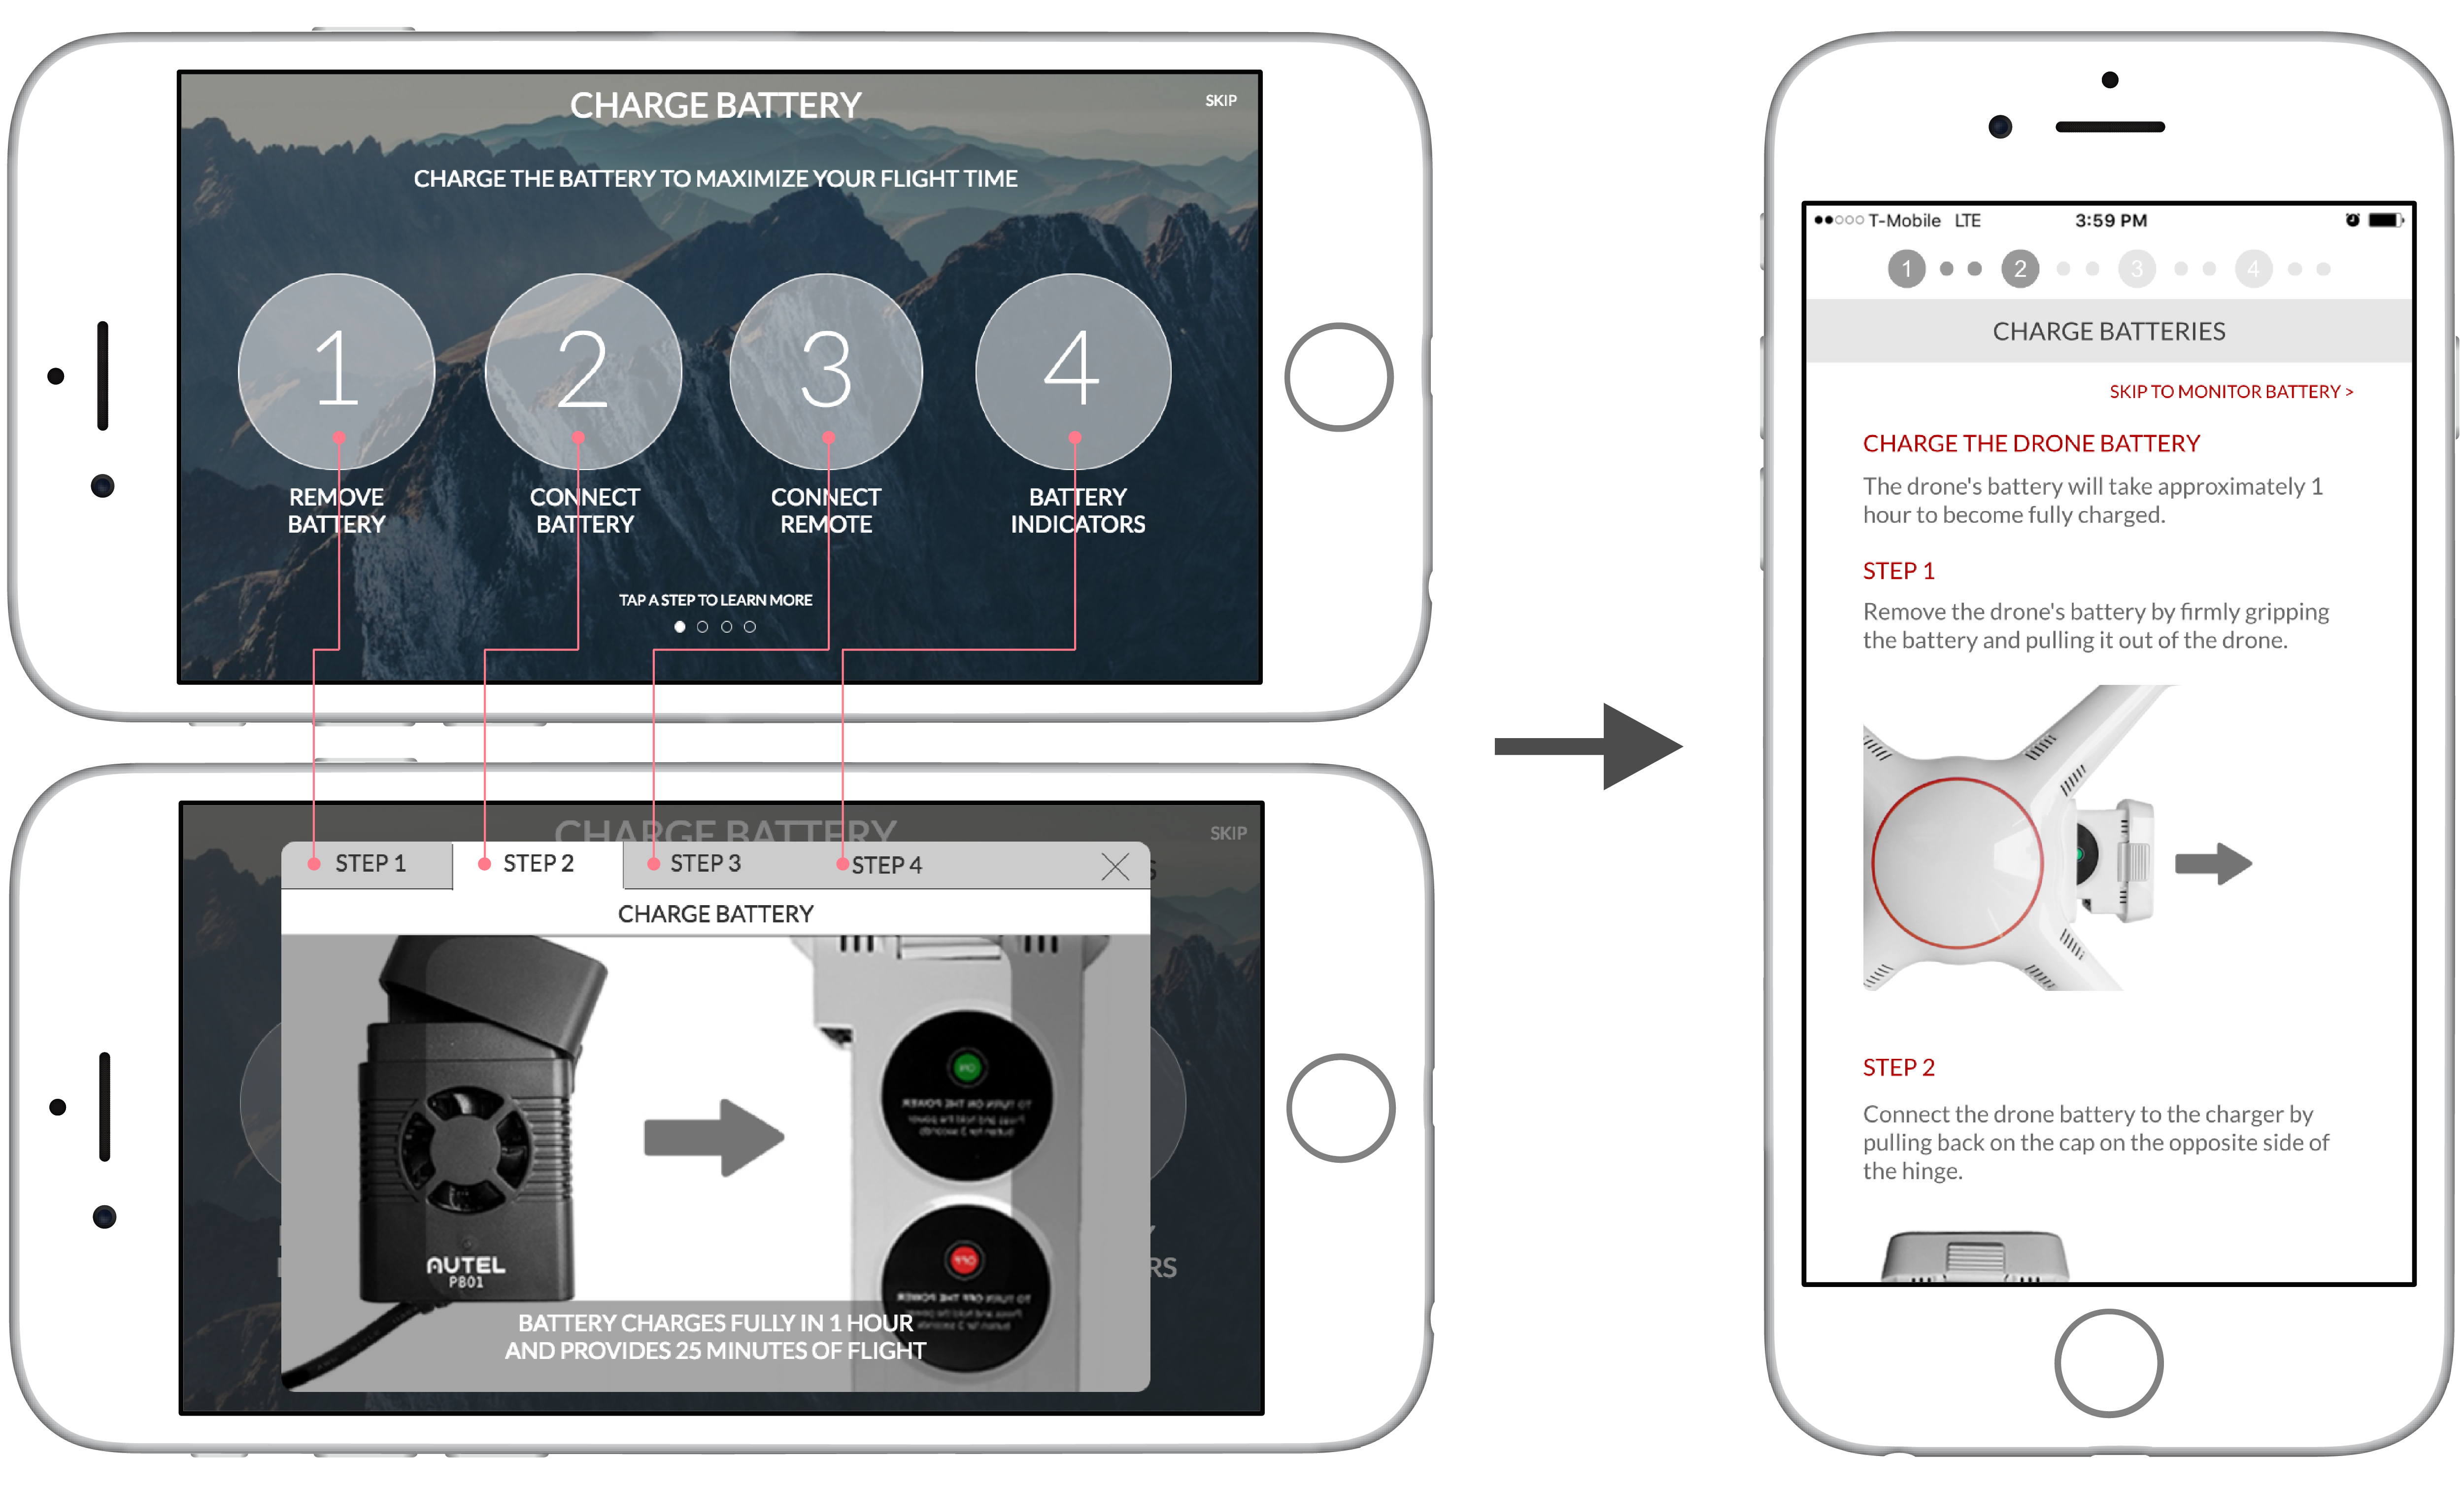 CHARGE BATTERY
SKIP
CHARGE THE BATTERY TO MAXIMIZE YOUR FLIGHT TIME
1
2
3
4
REMOVE
BATTERY
CONNECT
BATTERY
CONNECT
REMOTE
BATTERY
INDICATORS
TAP A STEP TO LEARN MORE
CHARGE BATTERY
SKIP
STEP 1
STEP 2
STEP 3
STEP 4
S
CHARGE BATTERY
AUTEL
PB01
RS
BATTERY CHARGES FULLY IN 1 HOUR
AND PROVIDES 25 MINUTES OF FLIGHT
T-Mobile LTE 3:59 PM
1 2 3 4
CHARGE BATTERIES
SKIP TO MONITOR BATTERY >
CHARGE THE DRONE BATTERY
The drone's battery will take approximately 1
hour to become fully charged.
STEP 1
Remove the drone's battery by firmly gripping
the battery and pulling it out of the drone.
STEP 2
Connect the drone battery to the charger by
pulling back on the cap on the opposite side of
the hinge.